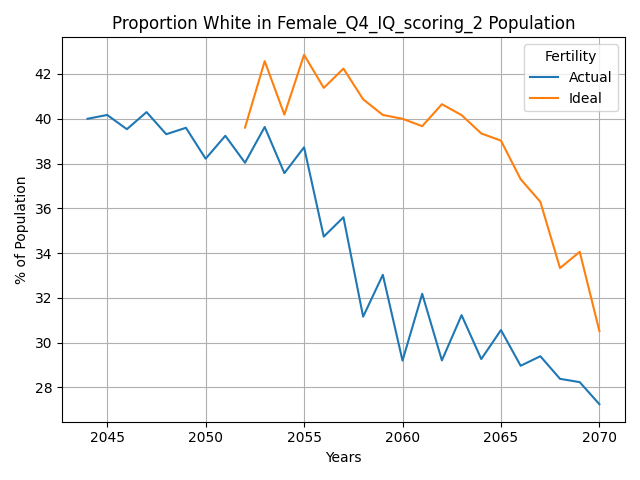 Proportion White in Female_Q4_IQ_scoring_2 Population
Fertility
Actual
Ideal
% of Population
42
40
38
36
34
32
30
28
2045
2050
2055
2060
2065
2070
Years